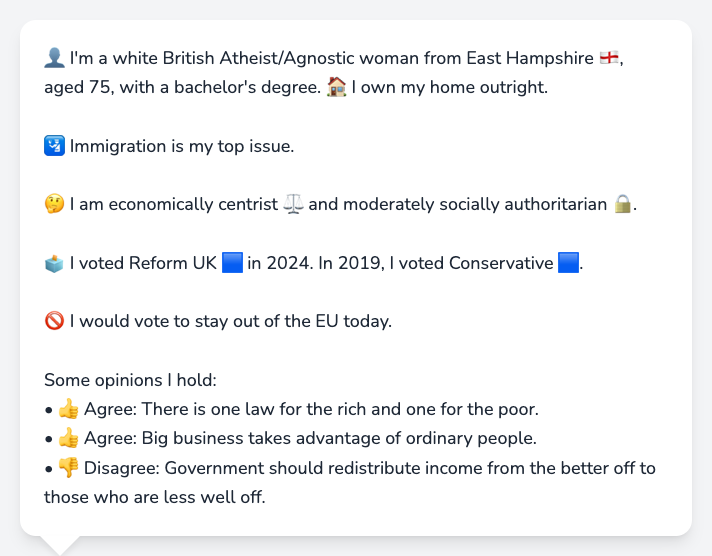 👤 I'm a white British Atheist/Agnostic woman from East Hampshire 🏴󠁧󠁢󠁥󠁮󠁧󠁿,
aged 75, with a bachelor's degree. 🏠 I own my home outright.
🛂 Immigration is my top issue.
🤔 I am economically centrist ⚖️ and moderately socially authoritarian 🔒.
🗳️ I voted Reform UK 🟦 in 2024. In 2019, I voted Conservative 🟦.
🚫 I would vote to stay out of the EU today.
Some opinions I hold:
• 👍 Agree: There is one law for the rich and one for the poor.
• 👍 Agree: Big business takes advantage of ordinary people.
• 👎 Disagree: Government should redistribute income from the better off to
those who are less well off.